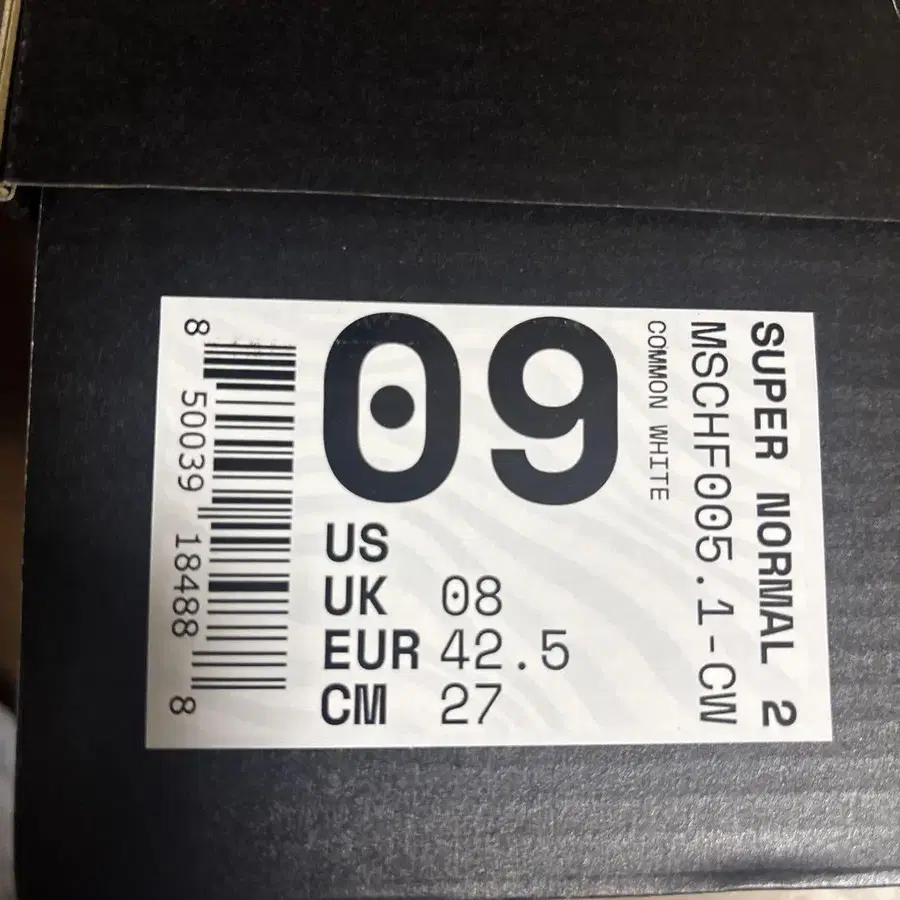 SUPER NORMAL 2
MSCHF005.1-CW
COMMON WHITE
09
US
UK 08
EUR 42.5
CM 27
8 50039 18488 8